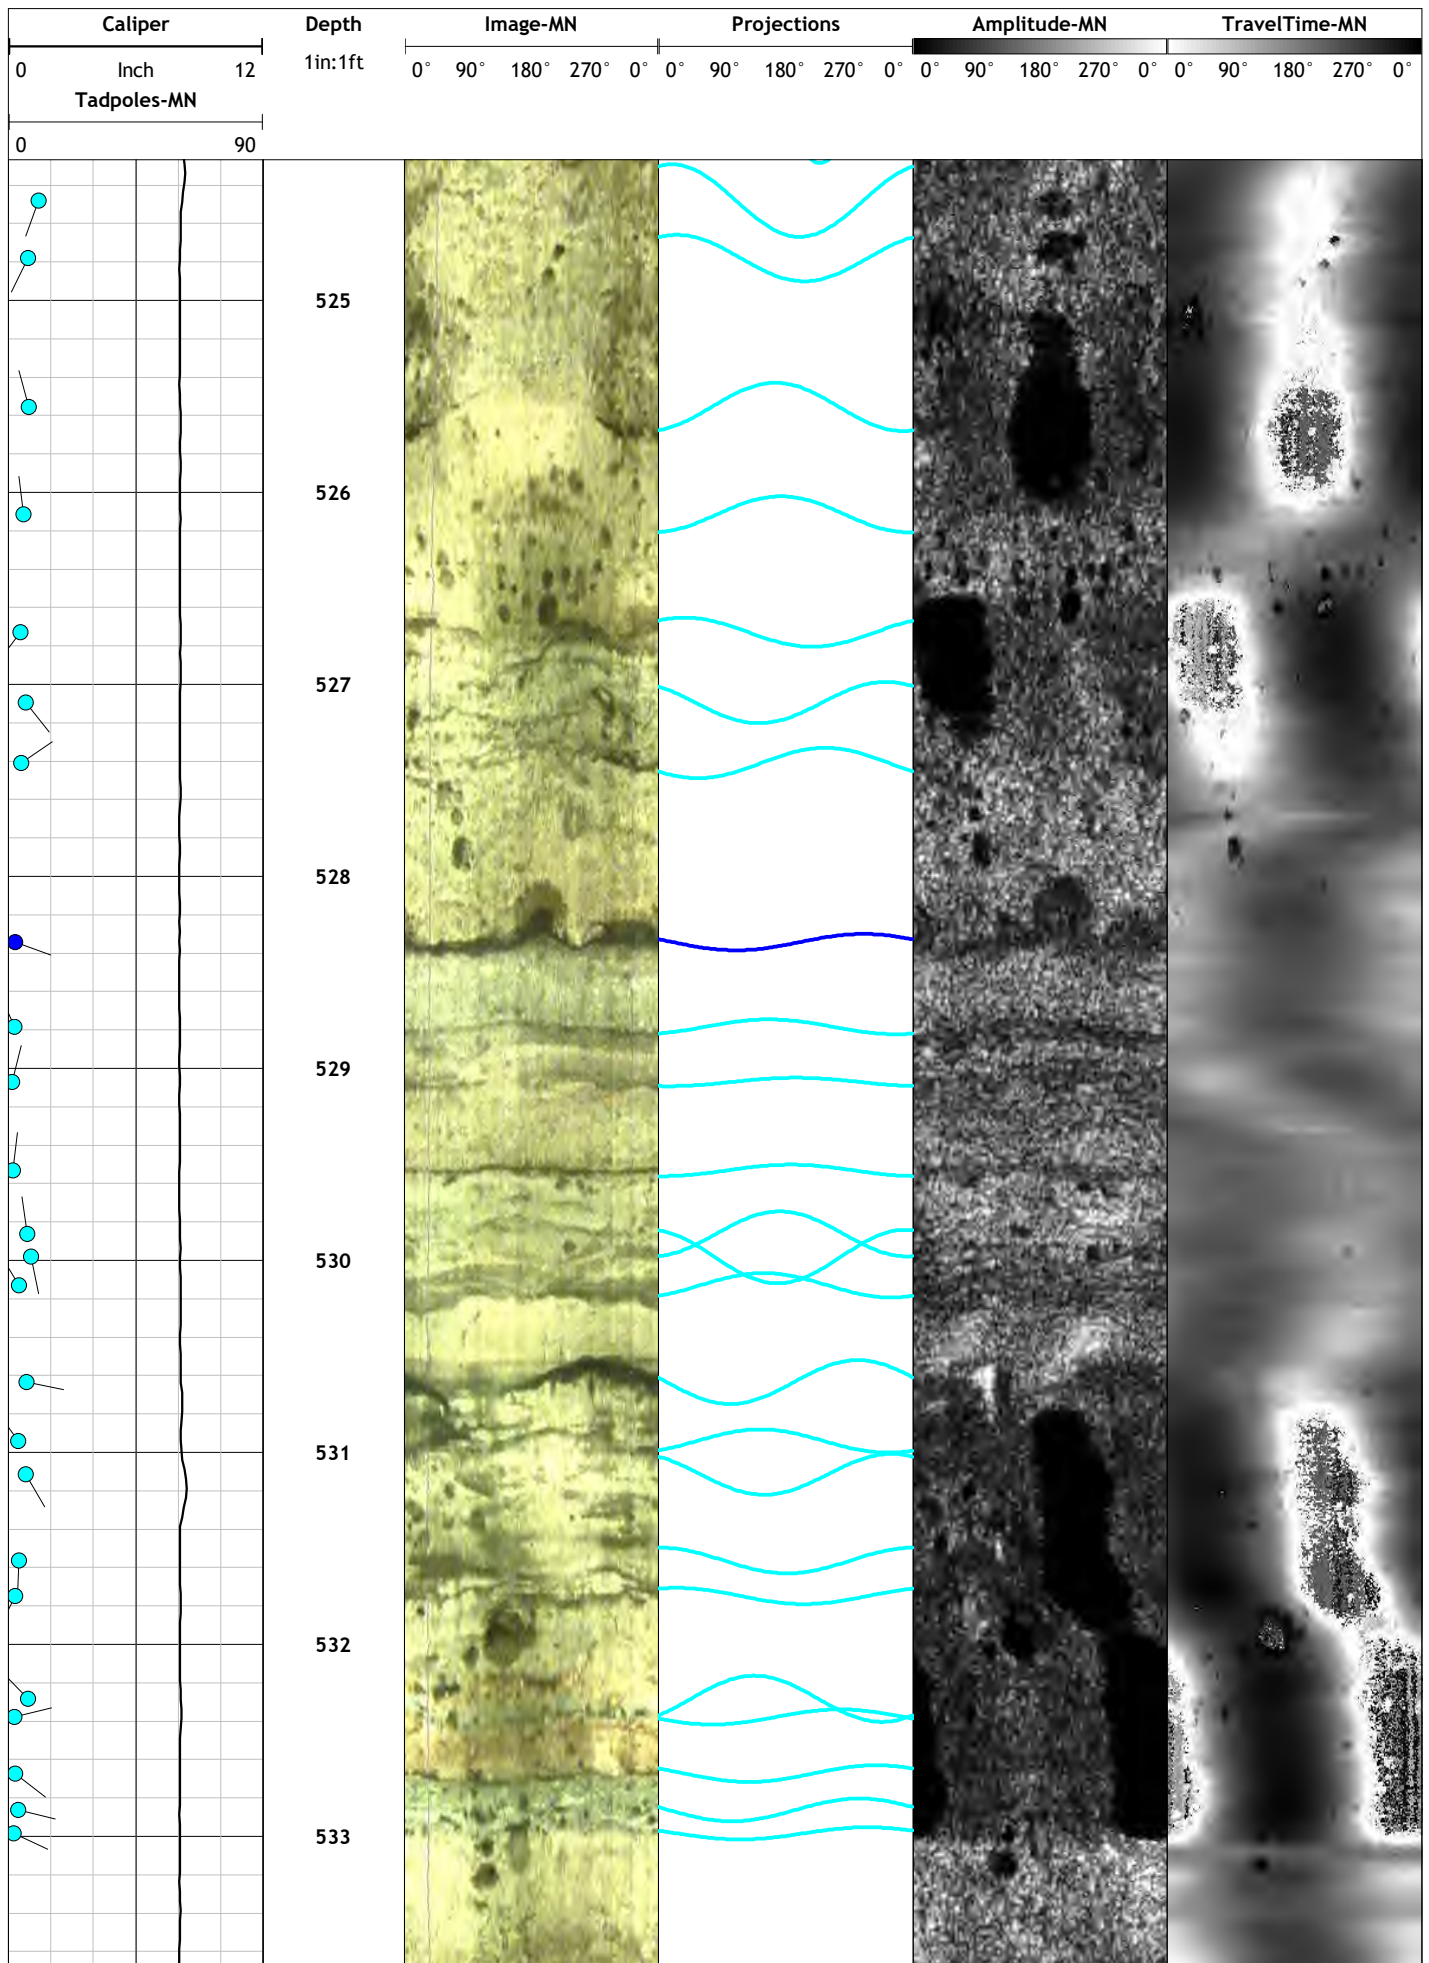 Caliper
0 Inch 12
Tadpoles-MN
0 90
Depth
1in:1ft
Image-MN
0° 90° 180° 270° 0°
Projections
0° 90° 180° 270° 0°
Amplitude-MN
0° 90° 180° 270° 0°
TravelTime-MN
0° 90° 180° 270° 0°
525
526
527
528
529
530
531
532
533